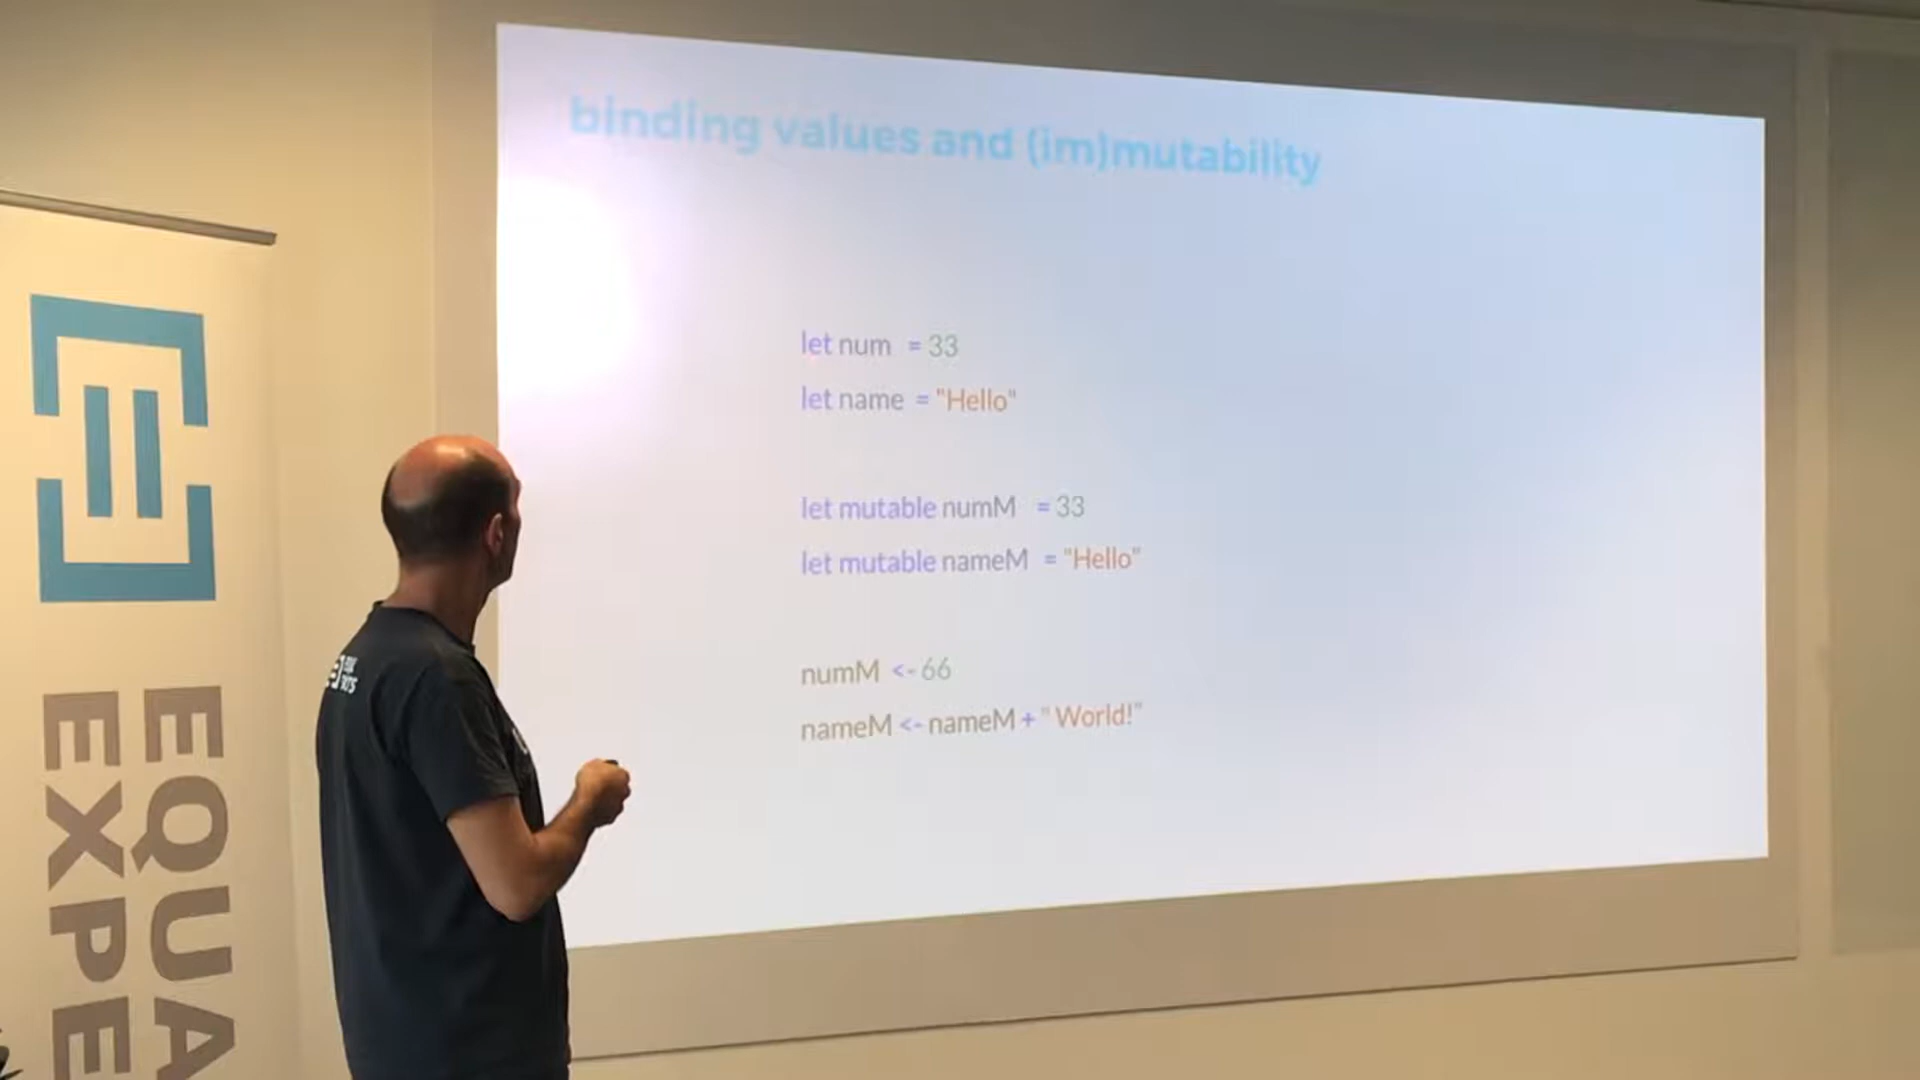 binding values and (im)mutability
let num = 33
let name = "Hello"
let mutable numM = 33
let mutable nameM = "Hello"
numM <- 66
nameM <- nameM + " World!"
EQUA
EXPE